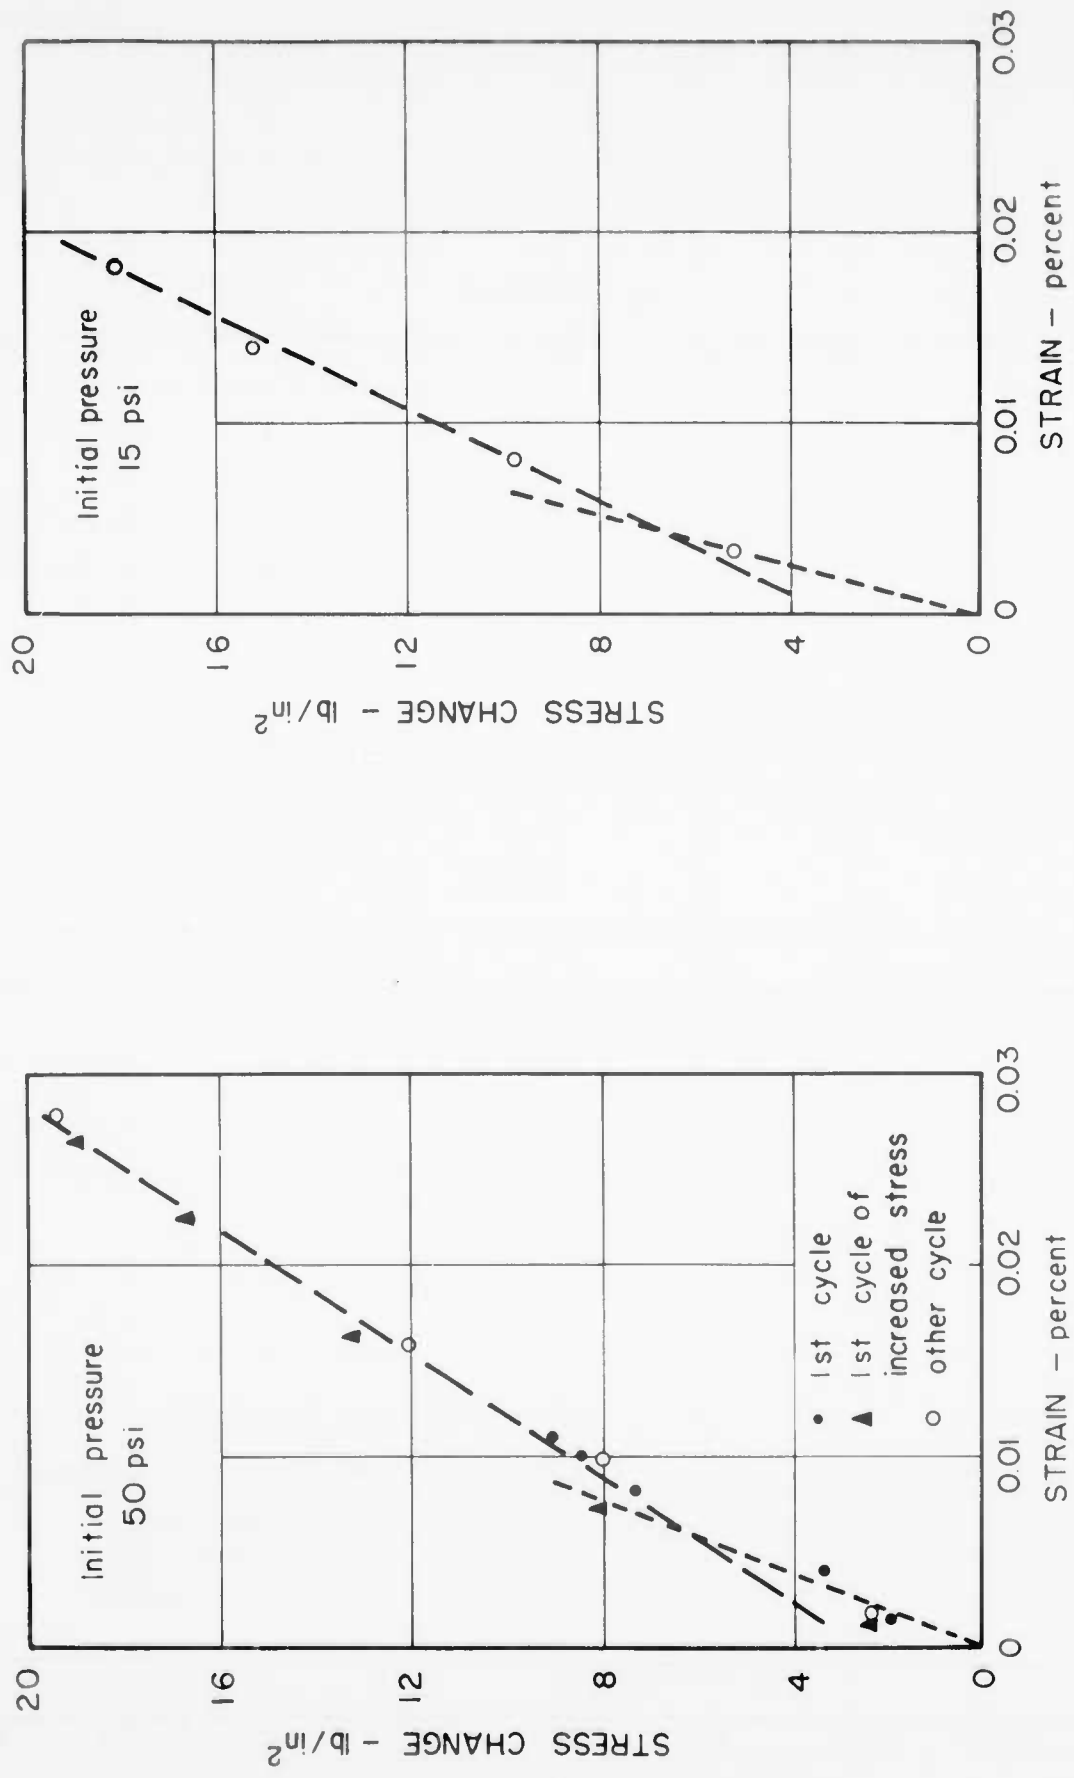 Initial pressure
50 psi
STRESS CHANGE - lb/in²
20
16
12
8
4
0
0
0.01
0.02
0.03
STRAIN - percent
1st cycle
1st cycle of
increased stress
other cycle
Initial pressure
15 psi
STRESS CHANGE - lb/in²
20
16
12
8
4
0
0
0.01
0.02
0.03
STRAIN - percent